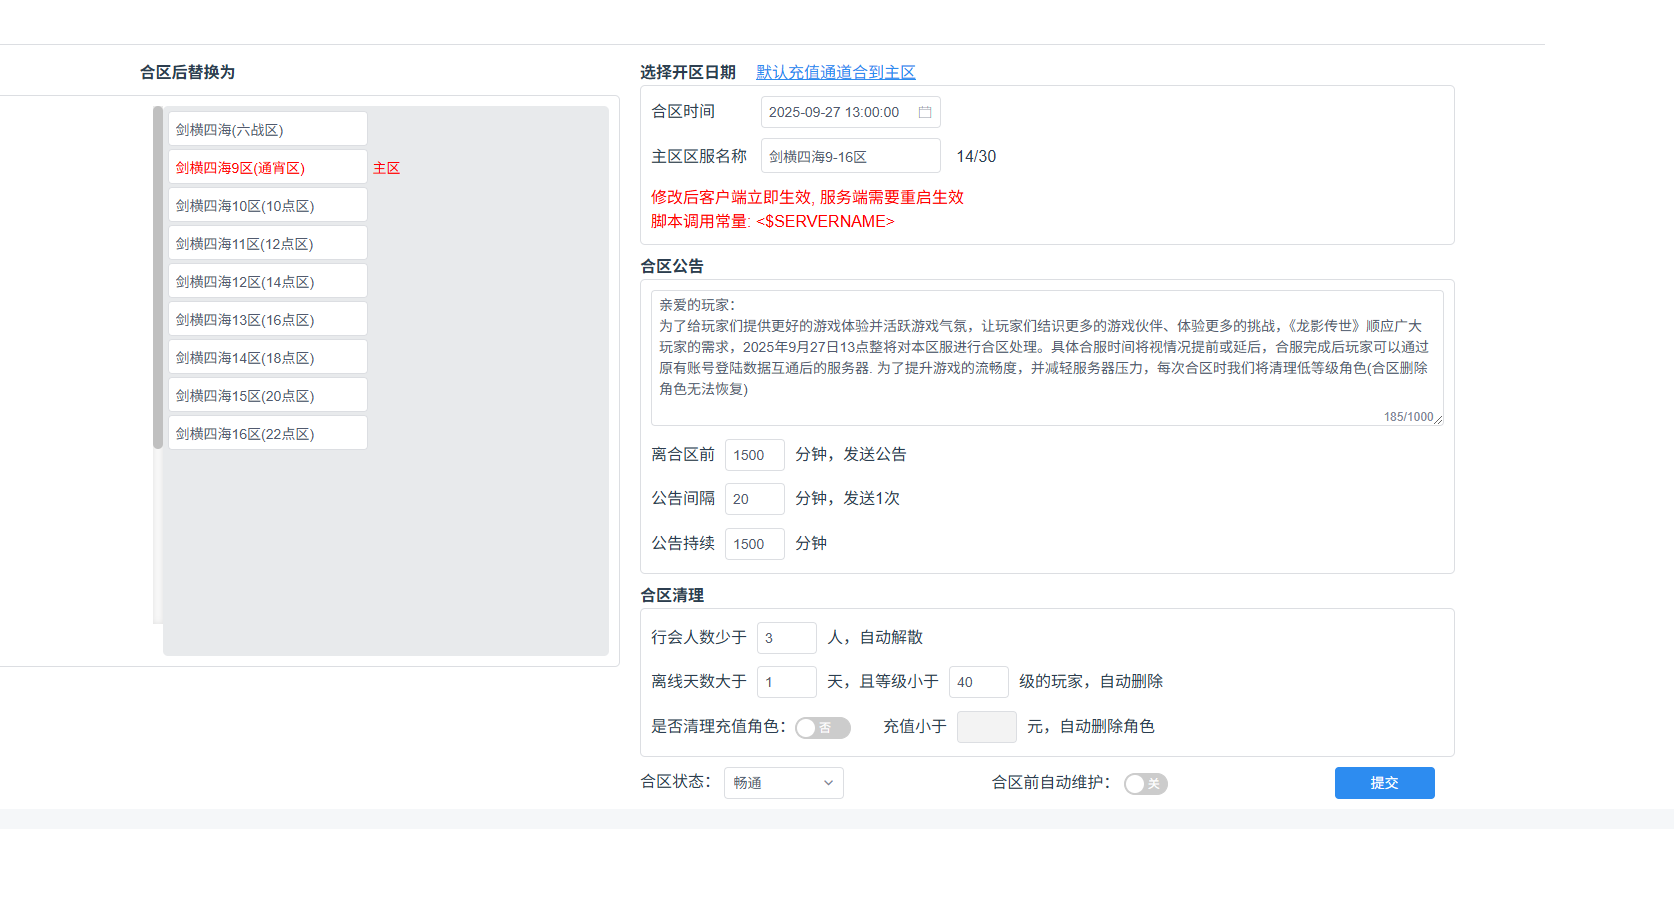 合区后替换为
剑横四海(六战区)
剑横四海9区(通宵区) 主区
剑横四海10区(10点区)
剑横四海11区(12点区)
剑横四海12区(14点区)
剑横四海13区(16点区)
剑横四海14区(18点区)
剑横四海15区(20点区)
剑横四海16区(22点区)
选择开区日期 默认充值通道合到主区
合区时间 2025-09-27 13:00:00
主区区服名称 剑横四海9-16区 14/30
修改后客户端立即生效, 服务端需要重启生效
脚本调用常量: <$SERVERNAME>
合区公告
亲爱的玩家：
为了给玩家们提供更好的游戏体验并活跃游戏气氛，让玩家们结识更多的游戏伙伴、体验更多的挑战，《龙影传世》顺应广大
玩家的需求，2025年9月27日13点整将对本区服进行合区处理。具体合服时间将视情况提前或延后，合服完成后玩家可以通过
原有账号登陆数据互通后的服务器. 为了提升游戏的流畅度，并减轻服务器压力，每次合区时我们将清理低等级角色(合区删除
角色无法恢复)
185/1000
离合区前 1500 分钟，发送公告
公告间隔 20 分钟，发送1次
公告持续 1500 分钟
合区清理
行会人数少于 3 人，自动解散
离线天数大于 1 天，且等级小于 40 级的玩家，自动删除
是否清理充值角色： 否 充值小于 元，自动删除角色
合区状态： 畅通 合区前自动维护： 关 提交